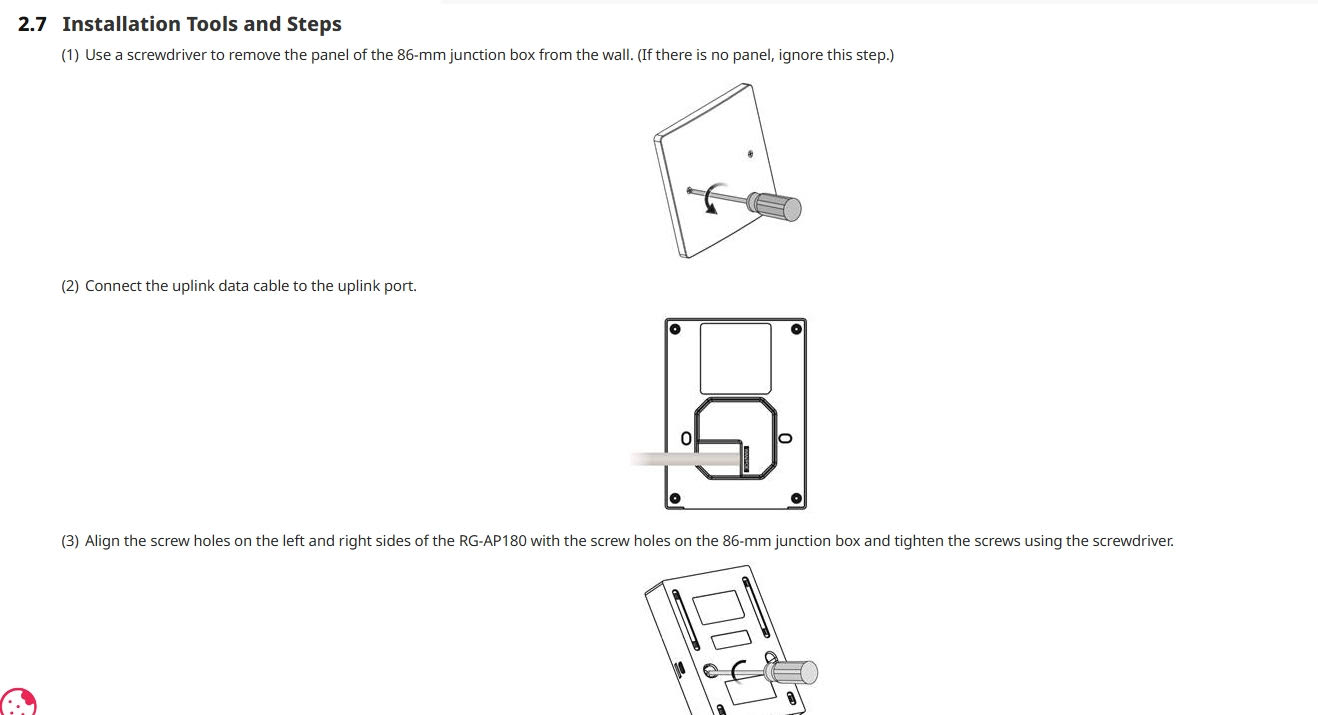 2.7 Installation Tools and Steps
(1) Use a screwdriver to remove the panel of the 86-mm junction box from the wall. (If there is no panel, ignore this step.)
(2) Connect the uplink data cable to the uplink port.
(3) Align the screw holes on the left and right sides of the RG-AP180 with the screw holes on the 86-mm junction box and tighten the screws using the screwdriver.